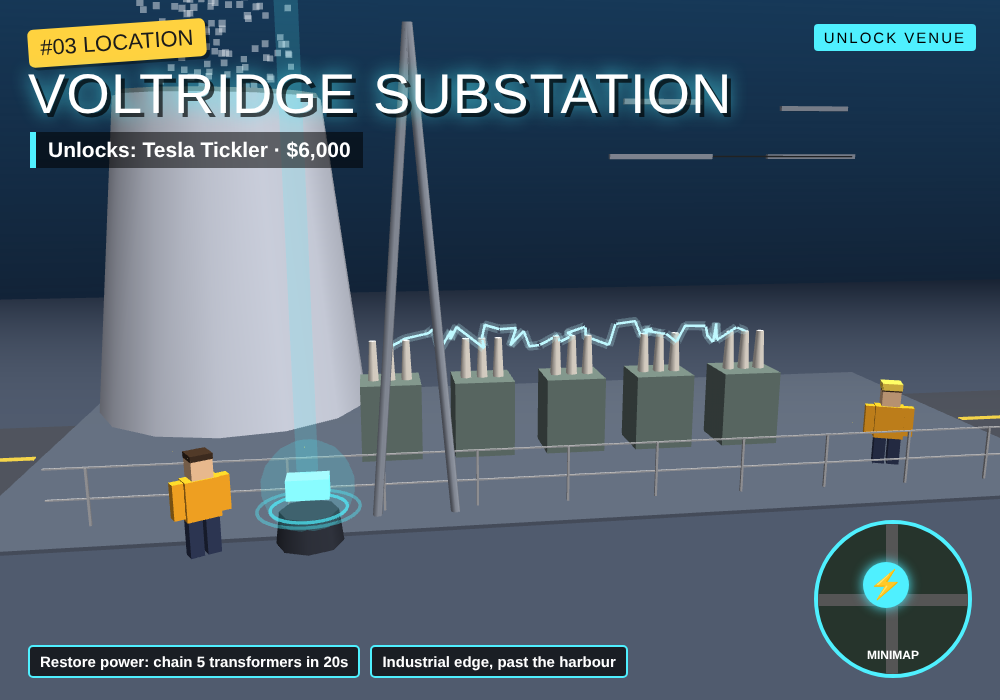 #03 LOCATION
UNLOCK VENUE
VOLTRIDGE SUBSTATION
Unlocks: Tesla Tickler · $6,000
MINIMAP
Restore power: chain 5 transformers in 20s
Industrial edge, past the harbour